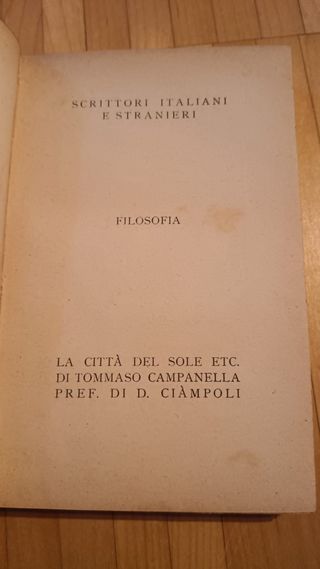 SCRITTORI ITALIANI
E STRANIERI
FILOSOFIA
LA CITTÀ DEL SOLE ETC.
DI TOMMASO CAMPANELLA
PREF. DI D. CIÀMPOLI